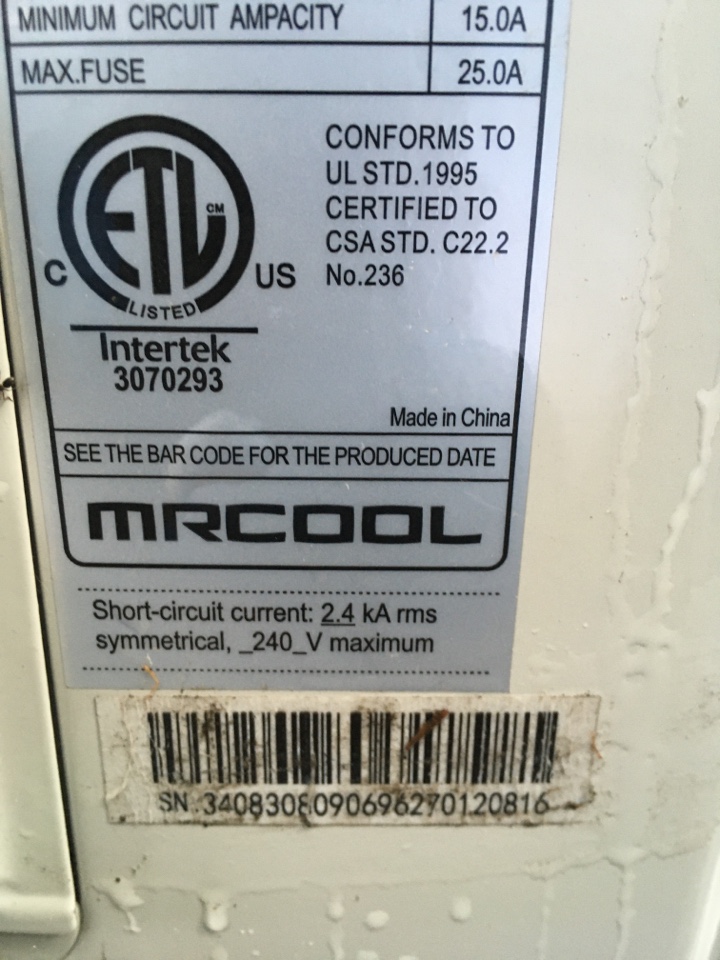 MINIMUM CIRCUIT AMPACITY 15.0A
MAX.FUSE 25.0A
CONFORMS TO
UL STD.1995
CERTIFIED TO
CSA STD. C22.2
No.236
ETL CM
C US
LISTED
Intertek
3070293
Made in China
SEE THE BAR CODE FOR THE PRODUCED DATE
MRCOOL
Short-circuit current: 2.4 kA rms
symmetrical, _240_V maximum
SN:3408308090696270120816